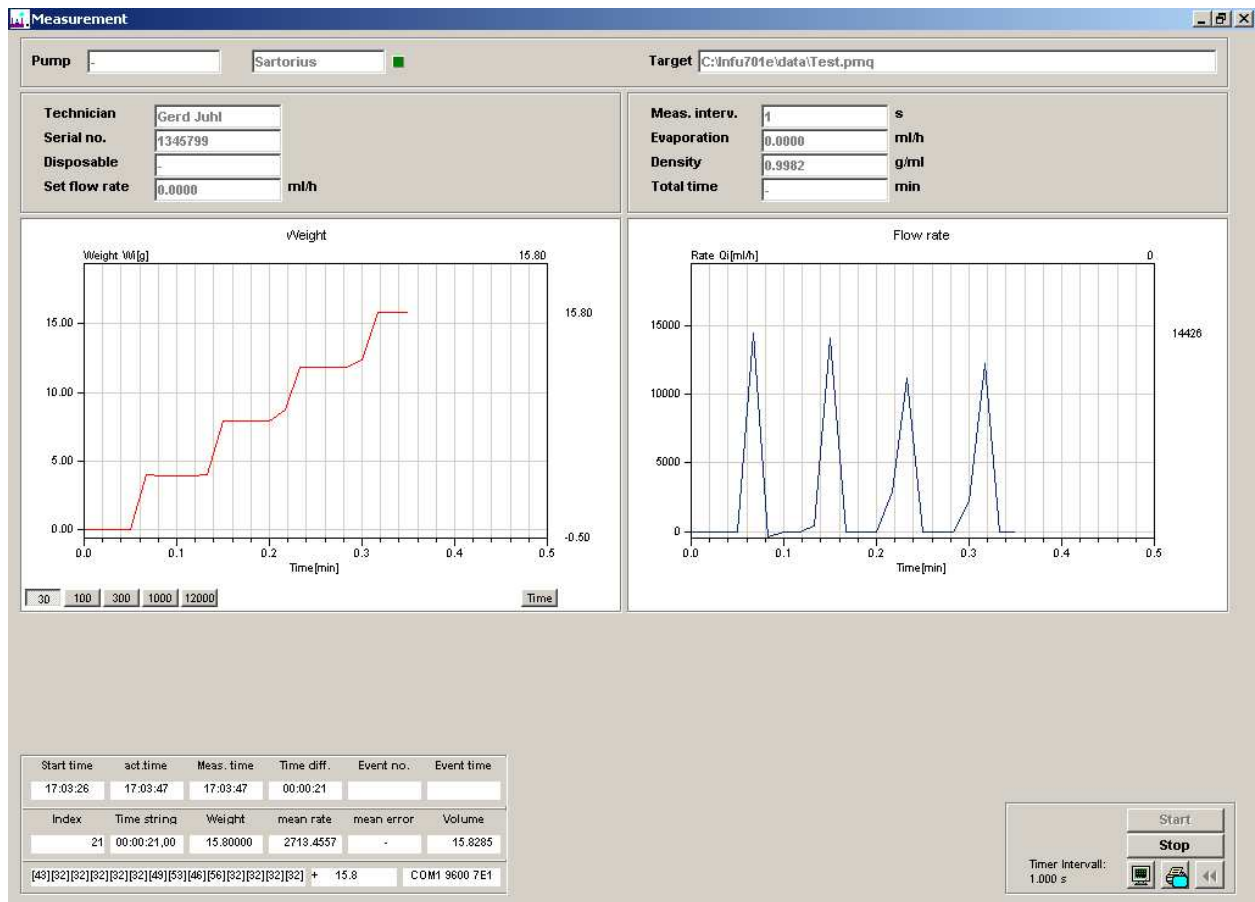 Measurement
Pump - Sartorius Target C:\Infu701e\data\Test.pmq
Technician Gerd Juhl
Serial no. 1345799
Disposable -
Set flow rate 0.0000 ml/h
Meas. interv. 1 s
Evaporation 0.0000 ml/h
Density 0.9982 g/ml
Total time - min
Weight
Weight Wi[g] 15.80
15.80
15.00
10.00
5.00
0.00
-0.50
0.0 0.1 0.2 0.3 0.4 0.5
Time[min]
30 100 300 1000 12000 Time
Flow rate
Rate Qi[ml/h] 0
14426
15000
10000
5000
0
0.0 0.1 0.2 0.3 0.4 0.5
Time[min]
Start time act.time Meas. time Time diff. Event no. Event time
17:03:26 17:03:47 17:03:47 00:00:21
Index Time string Weight mean rate mean error Volume
21 00:00:21,00 15.80000 2713.4557 - 15.8285
[43][32][32][32][32][32][32][49][53][46][56][32][32][32][32] + 15.8 COM1 9600 7E1
Timer Intervall:
1.000 s
Start
Stop